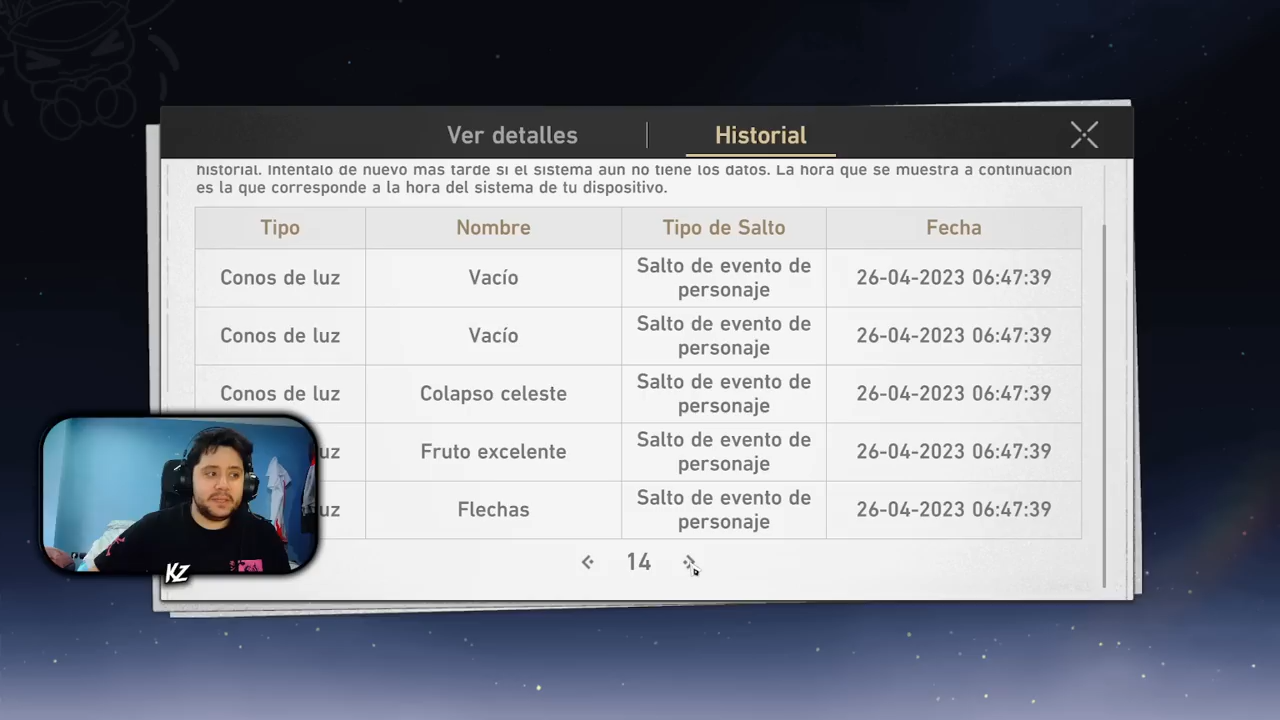 Ver detalles
Historial
historial. Inténtalo de nuevo más tarde si el sistema aún no tiene los datos. La hora que se muestra a continuación
es la que corresponde a la hora del sistema de tu dispositivo.
Tipo
Nombre
Tipo de Salto
Fecha
Conos de luz
Vacío
Salto de evento de
personaje
26-04-2023 06:47:39
Conos de luz
Vacío
Salto de evento de
personaje
26-04-2023 06:47:39
Conos de luz
Colapso celeste
Salto de evento de
personaje
26-04-2023 06:47:39
uz
Fruto excelente
Salto de evento de
personaje
26-04-2023 06:47:39
uz
Flechas
Salto de evento de
personaje
26-04-2023 06:47:39
14
KZ